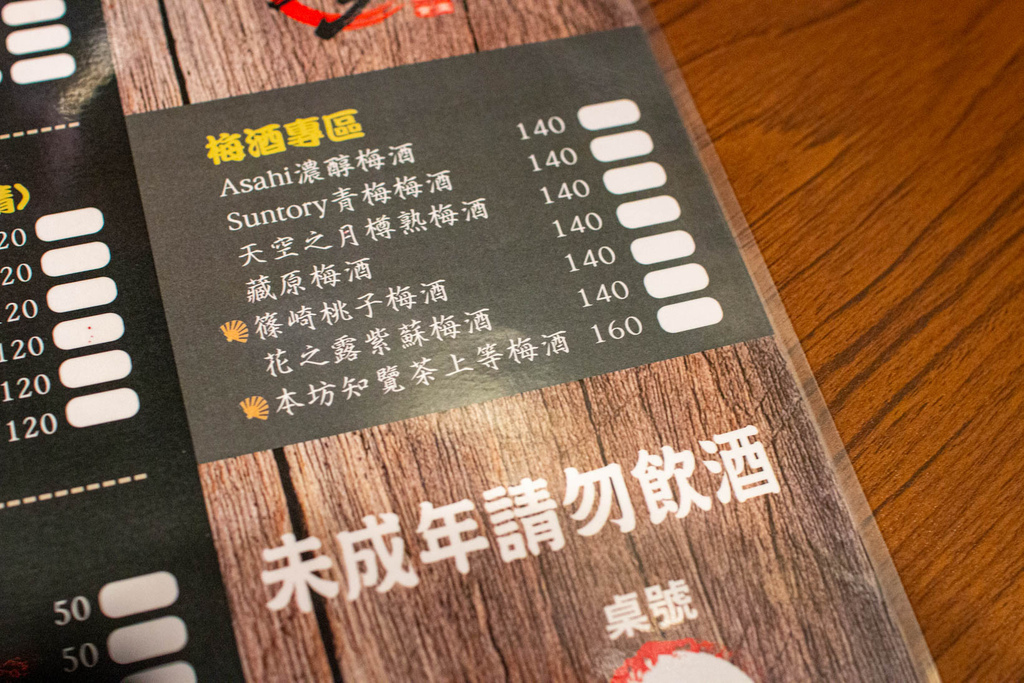 梅酒專區
Asahi濃醇梅酒 140
Suntory青梅梅酒 140
天空之月樽熟梅酒 140
藏原梅酒 140
篠崎桃子梅酒 140
花之露紫蘇梅酒 140
本坊知覽茶上等梅酒 160
未成年請勿飲酒
桌號
)
20
20
120
120
120
120
50
50